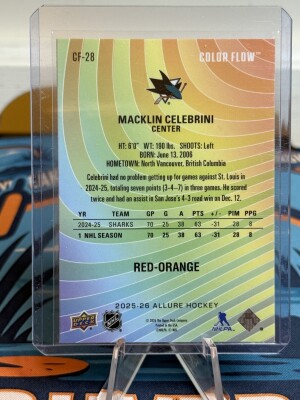 CF-28
COLOR FLOW™
MACKLIN CELEBRINI
CENTER
HT: 6'0" WT: 190 lbs. SHOOTS: Left
BORN: June 13, 2006
HOMETOWN: North Vancouver, British Columbia
Celebrini had no problem getting up for games against St. Louis in
2024-25, totaling seven points (3-4–7) in three games. He scored
twice and had an assist in San Jose's 4-3 road win on Dec. 12.
YR TEAM GP G A PTS +/- PIM PPG
2024-25 SHARKS 70 25 38 63 -31 28 8
1 NHL SEASON 70 25 38 63 -31 28 8
RED-ORANGE
2025-26 ALLURE HOCKEY
UPPER DECK
NHL
NHLPA